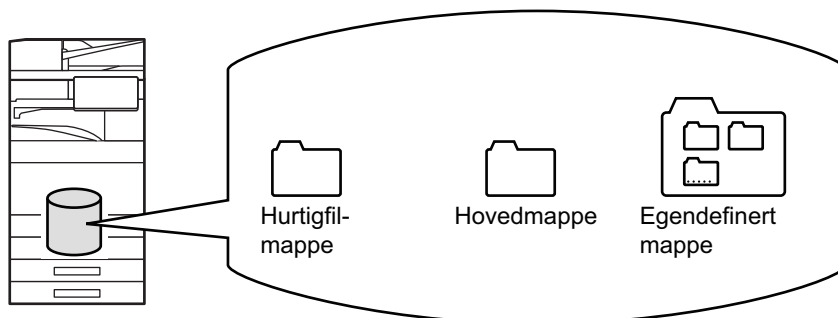 Hurtigfil-
mappe
Hovedmappe
Egendefinert
mappe